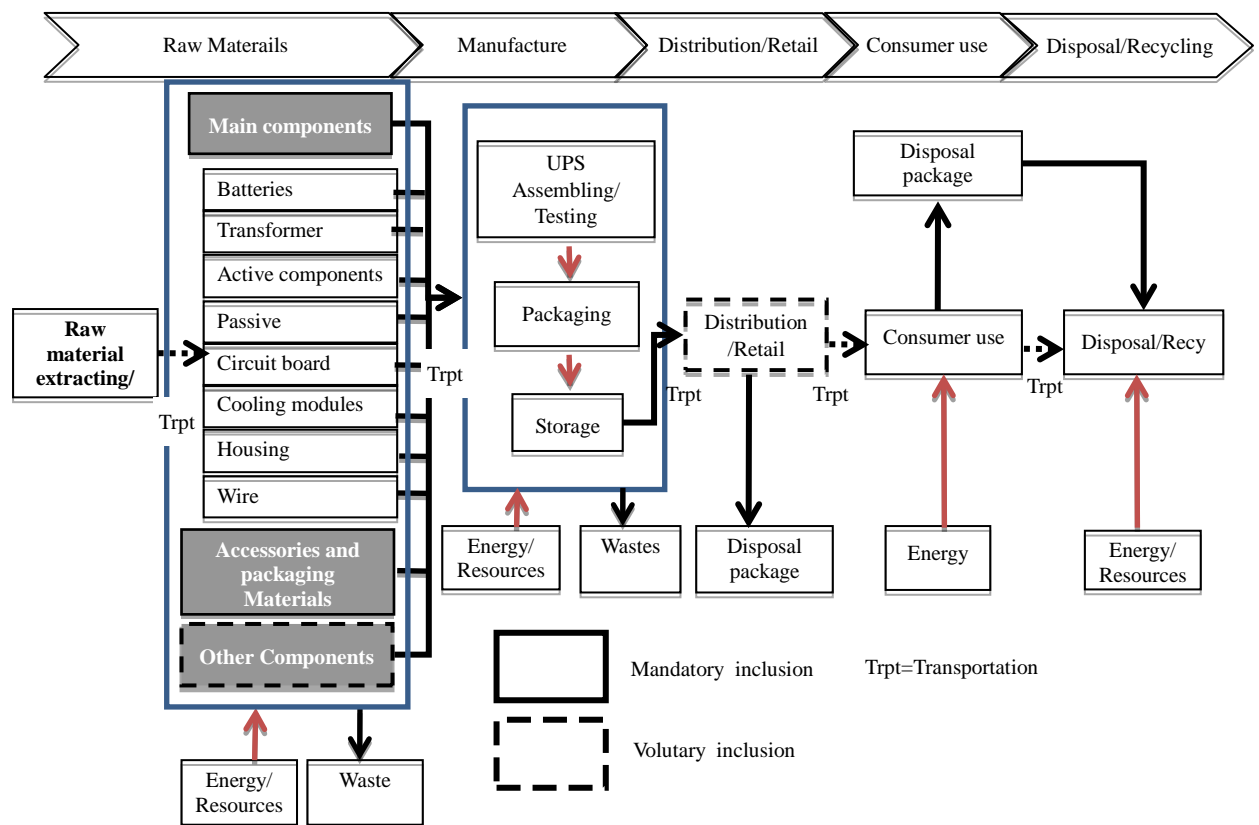 Raw Materails
Manufacture
Distribution/Retail
Consumer use
Disposal/Recycling
Main components
Batteries
Transformer
Active components
Passive
Circuit board
Cooling modules
Housing
Wire
Accessories and
packaging
Materials
Other Components
Raw
material
extracting/
Trpt
Energy/
Resources
Waste
Trpt
UPS
Assembling/
Testing
Packaging
Storage
Energy/
Resources
Wastes
Trpt
Distribution
/Retail
Disposal
package
Trpt
Disposal
package
Consumer use
Energy
Trpt
Disposal/Recy
Energy/
Resources
Mandatory inclusion
Trpt=Transportation
Volutary inclusion